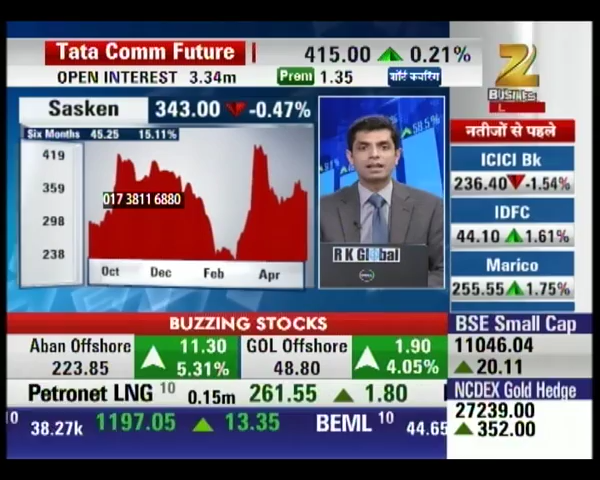 Tata Comm Future
415.00 0.21%
OPEN INTEREST 3.34m Prem 1.35 शॉर्ट कवरिंग
Z
BUSINESS
L
Sasken 343.00 -0.47%
Six Months 45.25 15.11%
419
359
298
238
Oct Dec Feb Apr
017 3811 6880
58.5%
R K Global
DELL
नतीजों से पहले
ICICI Bk
236.40 -1.54%
IDFC
44.10 1.61%
Marico
255.55 1.75%
BUZZING STOCKS
Aban Offshore 11.30
223.85 5.31%
GOL Offshore 1.90
48.80 4.05%
BSE Small Cap
11046.04
20.11
Petronet LNG 10 0.15m 261.55 1.80
NCDEX Gold Hedge
27239.00
352.00
10 38.27k 1197.05 13.35 BEML 10 44.65